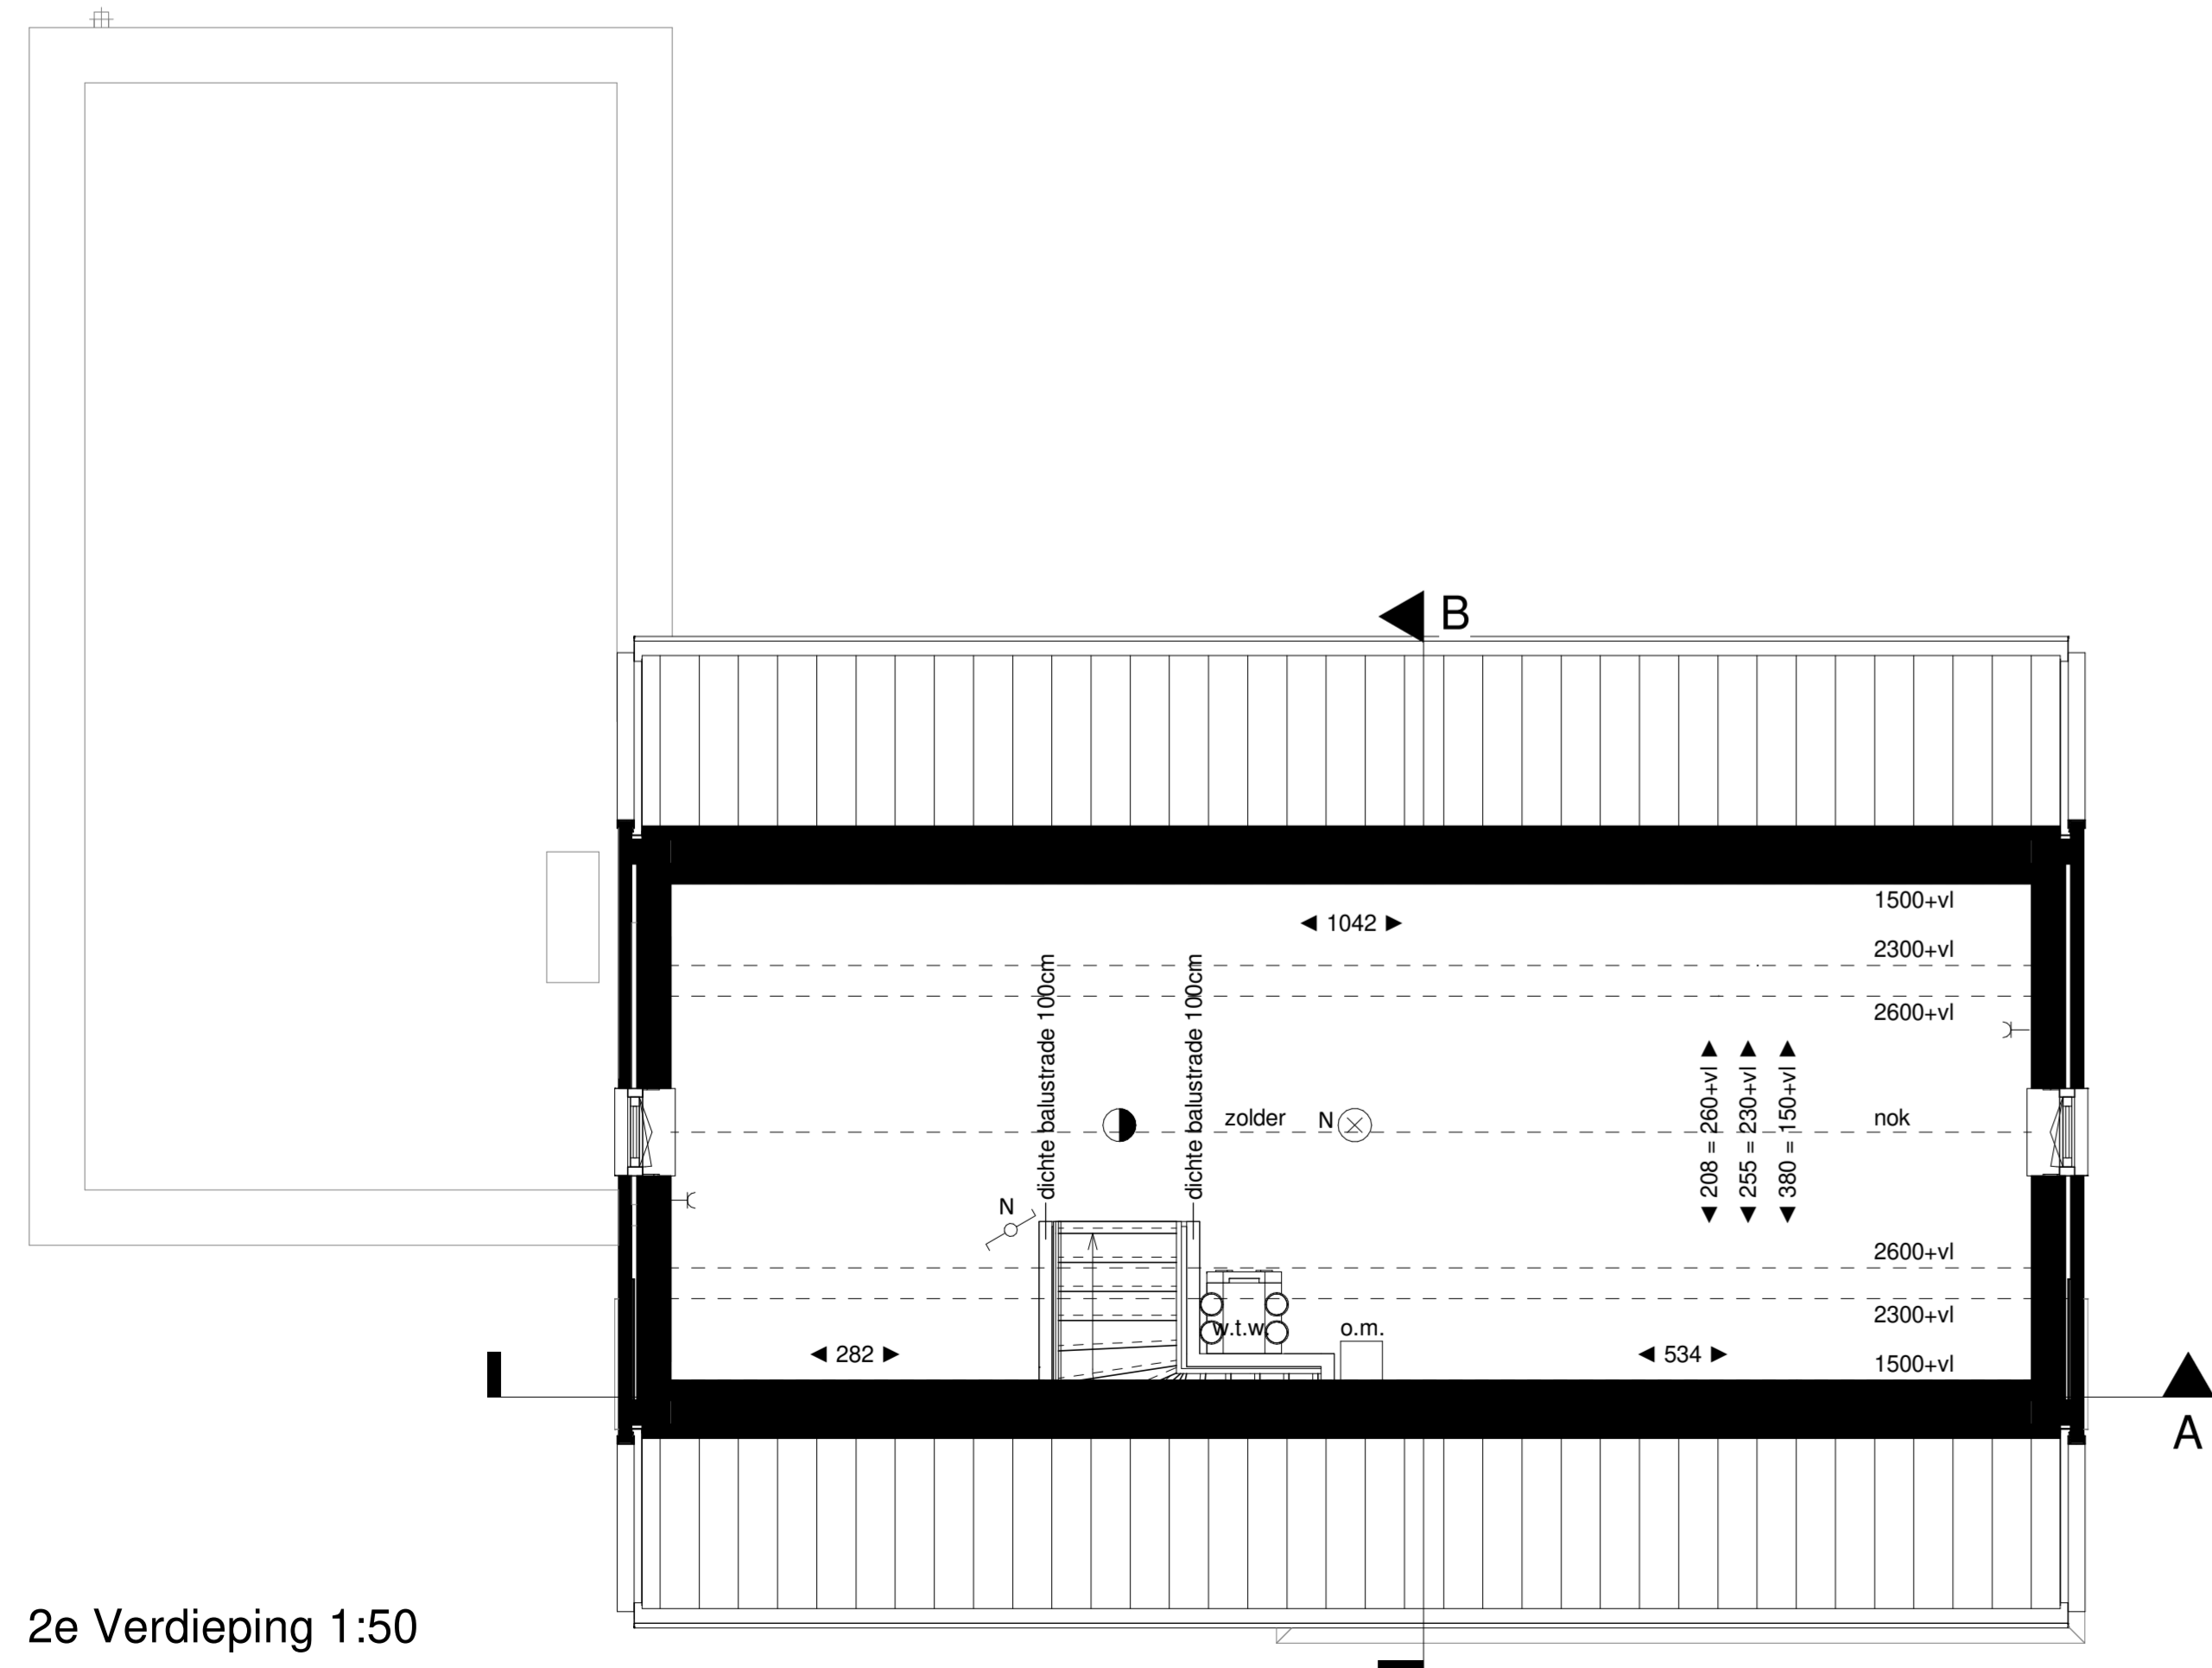 B
1500+vl
◄ 1042 ►
2300+vl
dichte balustrade 100cm
dichte balustrade 100cm
2600+vl
◄ 208 = 260+vl ►
◄ 255 = 230+vl ►
◄ 380 = 150+vl ►
zolder
N
nok
N
2600+vl
2300+vl
w.t.w.
o.m.
◄ 282 ►
◄ 534 ►
1500+vl
A
2e Verdieping 1:50